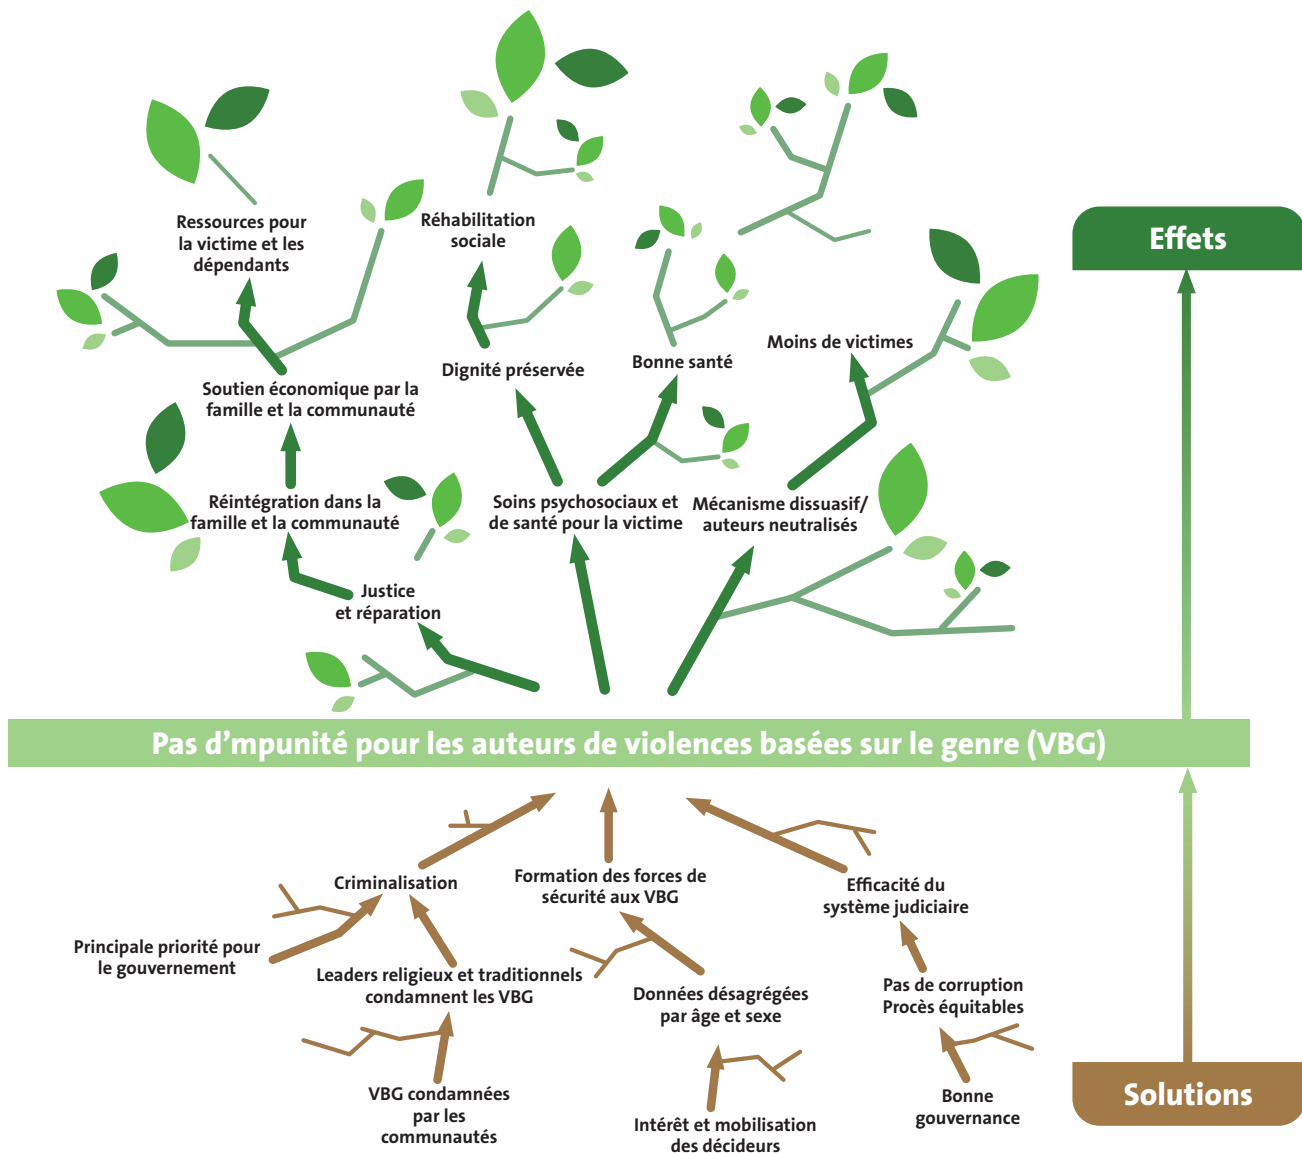 Ressources pour
la victime et les
dépendants
Réhabilitation
sociale
Effets
Moins de victimes
Bonne santé
Dignité préservée
Soutien économique par la
famille et la communauté
Réintégration dans la
famille et la communauté
Soins psychosociaux et
de santé pour la victime
Mécanisme dissuasif/
auteurs neutralisés
Justice
et réparation
Pas d’mpunité pour les auteurs de violences basées sur le genre (VBG)
Criminalisation
Formation des forces de
sécurité aux VBG
Efficacité du
système judiciaire
Principale priorité pour
le gouvernement
Leaders religieux et traditionnels
condamnent les VBG
Données désagrégées
par âge et sexe
Pas de corruption
Procès équitables
VBG condamnées
par les
communautés
Intérêt et mobilisation
des décideurs
Bonne
gouvernance
Solutions